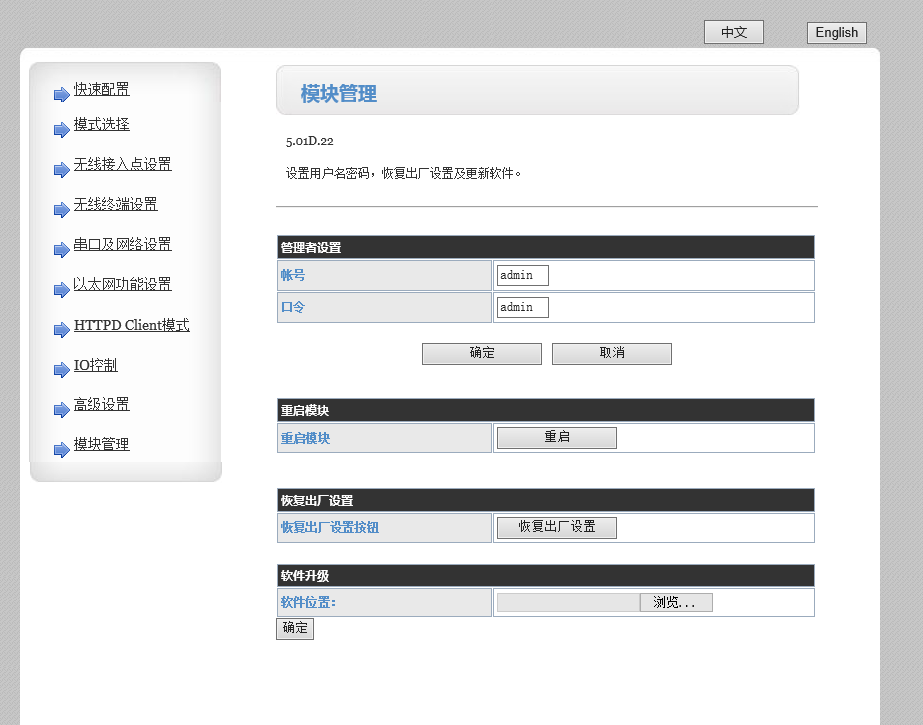 中文
English
快速配置
模式选择
无线接入点设置
无线终端设置
串口及网络设置
以太网功能设置
HTTPD Client模式
IO控制
高级设置
模块管理
模块管理
5.01D.22
设置用户名密码，恢复出厂设置及更新软件。
管理者设置
帐号 admin
口令 admin
确定 取消
重启模块
重启模块 重启
恢复出厂设置
恢复出厂设置按钮 恢复出厂设置
软件升级
软件位置: 浏览...
确定